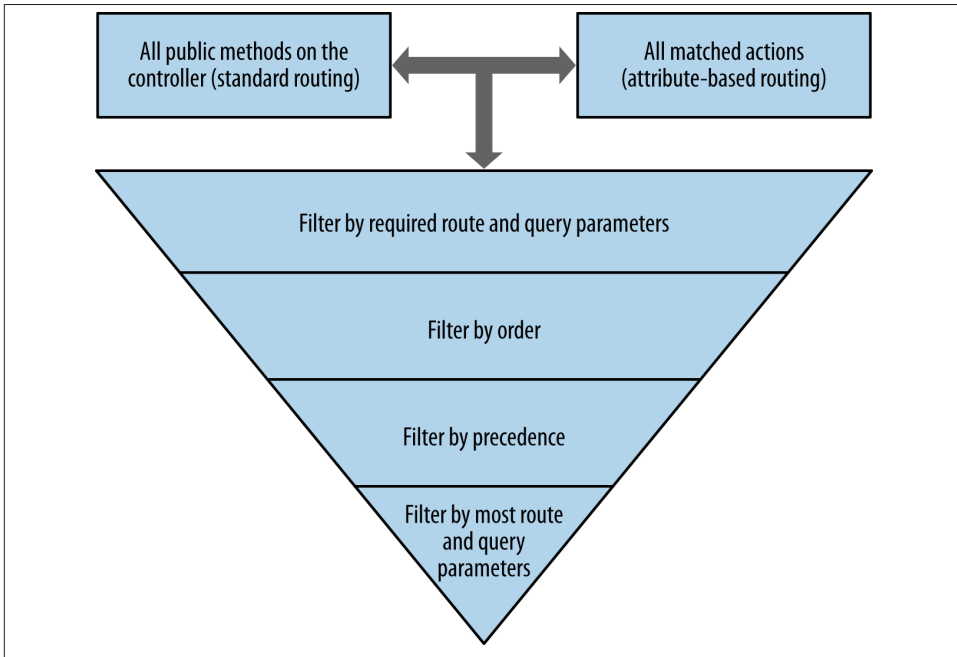 All public methods on the
controller (standard routing)
All matched actions
(attribute-based routing)
Filter by required route and query parameters
Filter by order
Filter by precedence
Filter by most route
and query
parameters